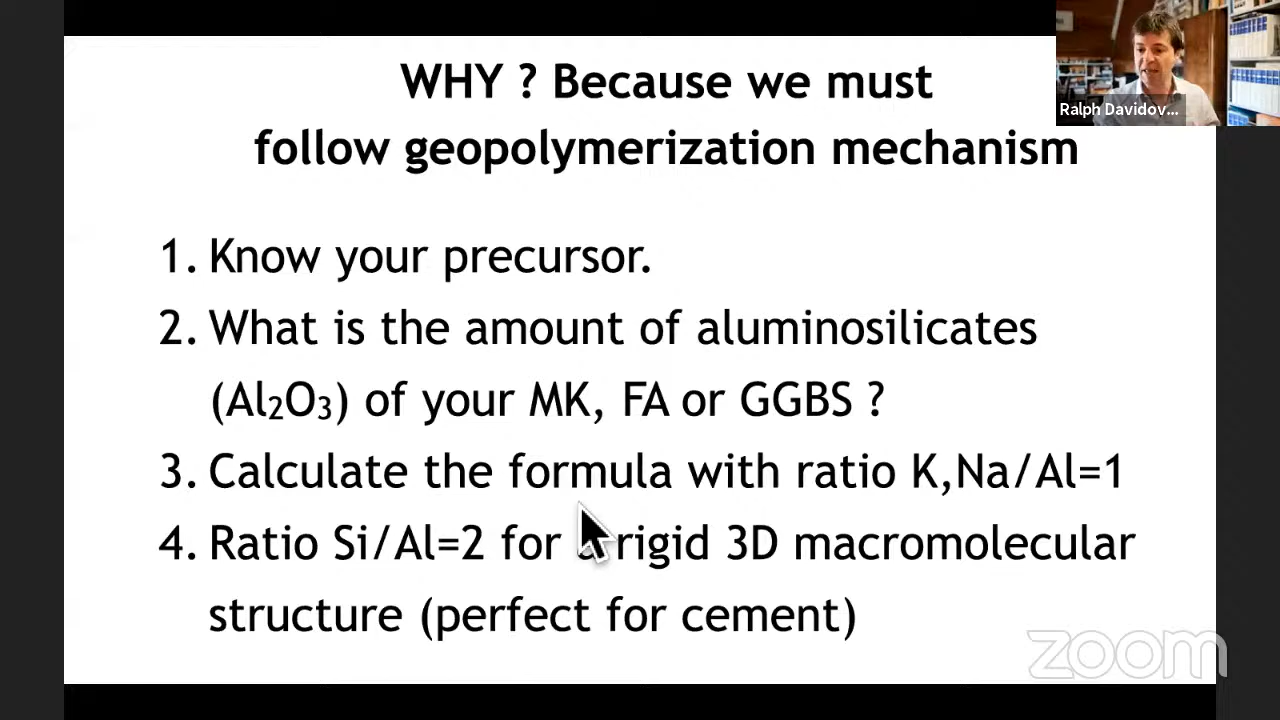 WHY ? Because we must
follow geopolymerization mechanism
Ralph Davidov...
1. Know your precursor.
2. What is the amount of aluminosilicates
(Al₂O₃) of your MK, FA or GGBS ?
3. Calculate the formula with ratio K,Na/Al=1
4. Ratio Si/Al=2 for rigid 3D macromolecular
structure (perfect for cement)
zoom